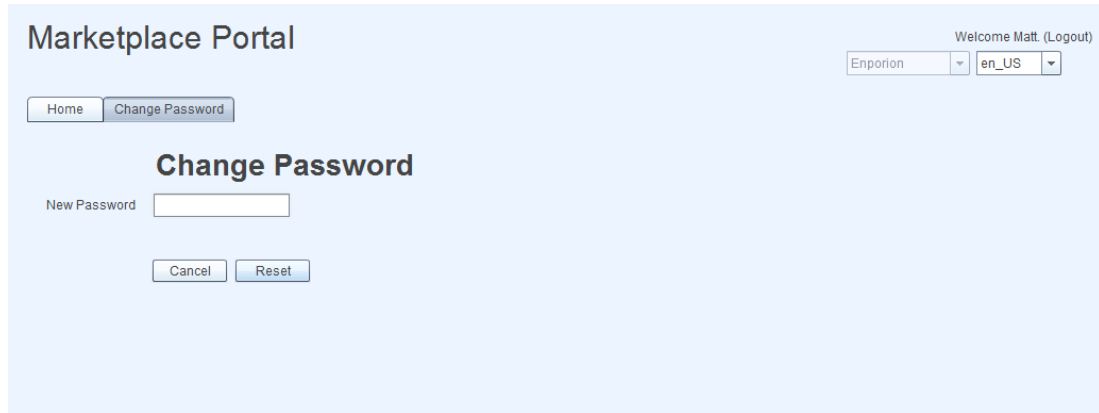 Marketplace Portal
Welcome Matt. (Logout)
Enporion en_US
Home Change Password
Change Password
New Password
Cancel Reset